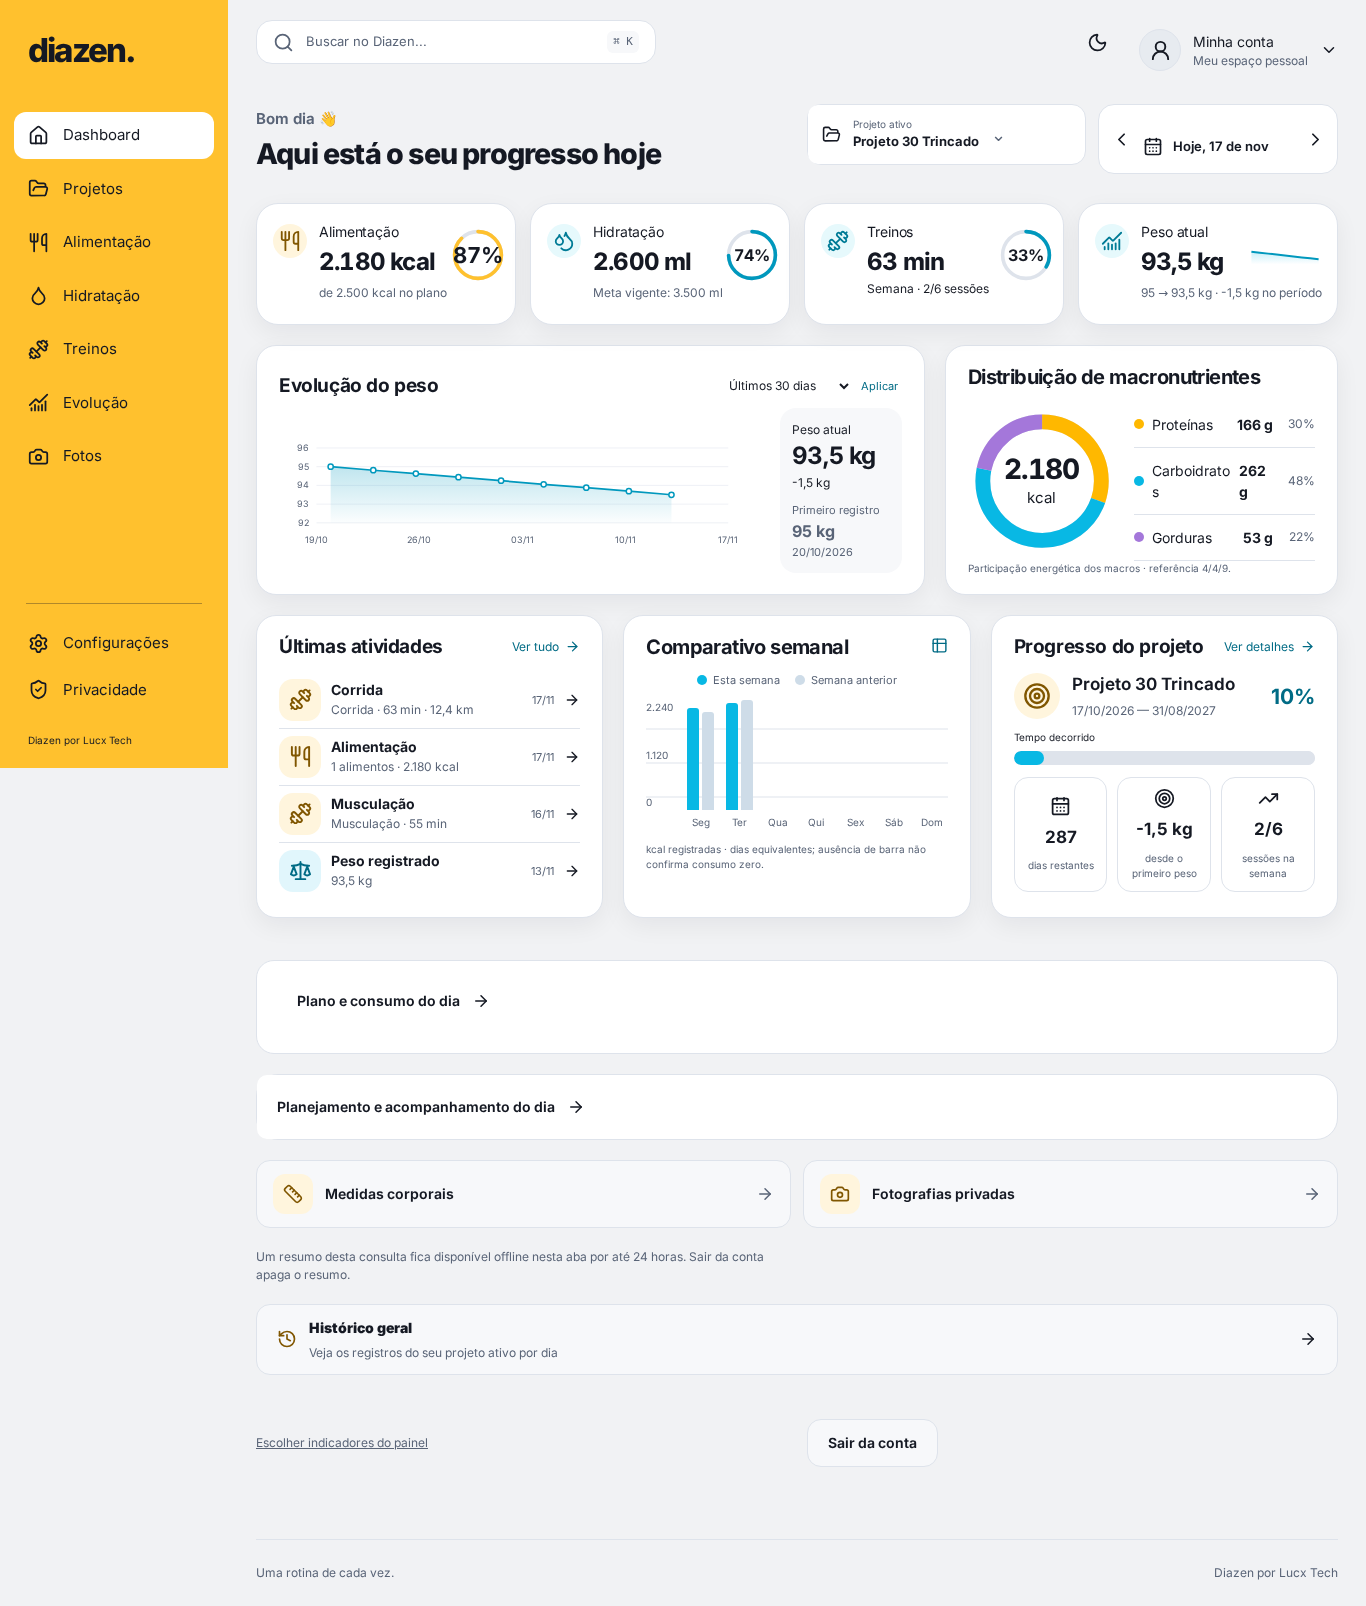 diazen.
Buscar no Diazen...
⌘ K
Minha conta
Meu espaço pessoal
Dashboard
Projetos
Alimentação
Hidratação
Treinos
Evolução
Fotos
Configurações
Privacidade
Diazen por Lucx Tech
Bom dia 👋
Aqui está o seu progresso hoje
Projeto ativo
Projeto 30 Trincado
Hoje, 17 de nov
Alimentação
2.180 kcal
de 2.500 kcal no plano
87%
Hidratação
2.600 ml
Meta vigente: 3.500 ml
74%
Treinos
63 min
Semana · 2/6 sessões
33%
Peso atual
93,5 kg
95 → 93,5 kg · -1,5 kg no período
Evolução do peso
Últimos 30 dias
Aplicar
96
95
94
93
92
19/10
26/10
03/11
10/11
17/11
Peso atual
93,5 kg
-1,5 kg
Primeiro registro
95 kg
20/10/2026
Distribuição de macronutrientes
2.180
kcal
Proteínas 166 g 30%
Carboidrato 262 48%
s g
Gorduras 53 g 22%
Participação energética dos macros · referência 4/4/9.
Últimas atividades
Ver tudo
Corrida
Corrida · 63 min · 12,4 km
17/11
Alimentação
1 alimentos · 2.180 kcal
17/11
Musculação
Musculação · 55 min
16/11
Peso registrado
93,5 kg
13/11
Comparativo semanal
Esta semana
Semana anterior
2.240
1.120
0
Seg
Ter
Qua
Qui
Sex
Sáb
Dom
kcal registradas · dias equivalentes; ausência de barra não
confirma consumo zero.
Progresso do projeto
Ver detalhes
Projeto 30 Trincado
17/10/2026 — 31/08/2027
10%
Tempo decorrido
287
dias restantes
-1,5 kg
desde o
primeiro peso
2/6
sessões na
semana
Plano e consumo do dia
Planejamento e acompanhamento do dia
Medidas corporais
Fotografias privadas
Um resumo desta consulta fica disponível offline nesta aba por até 24 horas. Sair da conta
apaga o resumo.
Histórico geral
Veja os registros do seu projeto ativo por dia
Escolher indicadores do painel
Sair da conta
Uma rotina de cada vez.
Diazen por Lucx Tech